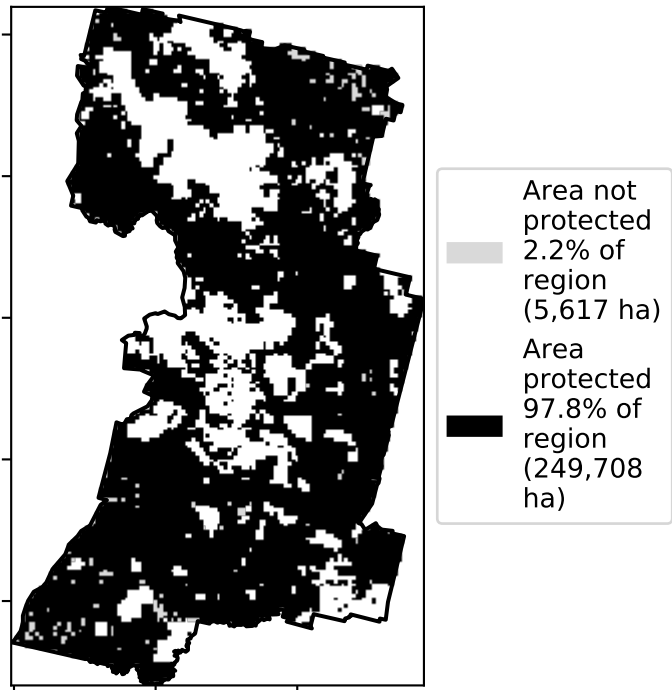 Area not
protected
2.2% of
region
(5,617 ha)
Area
protected
97.8% of
region
(249,708
ha)